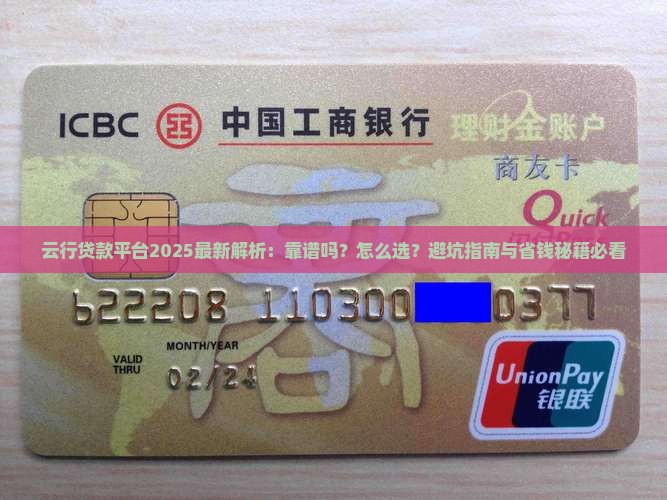 ICBC 中国工商银行 理财金账户
商友卡
Quick
云行贷款平台2025最新解析：靠谱吗？怎么选？避坑指南与省钱秘籍必看
622208 110300 0377
MONTH/YEAR
VALID
THRU
02/24
UnionPay
银联